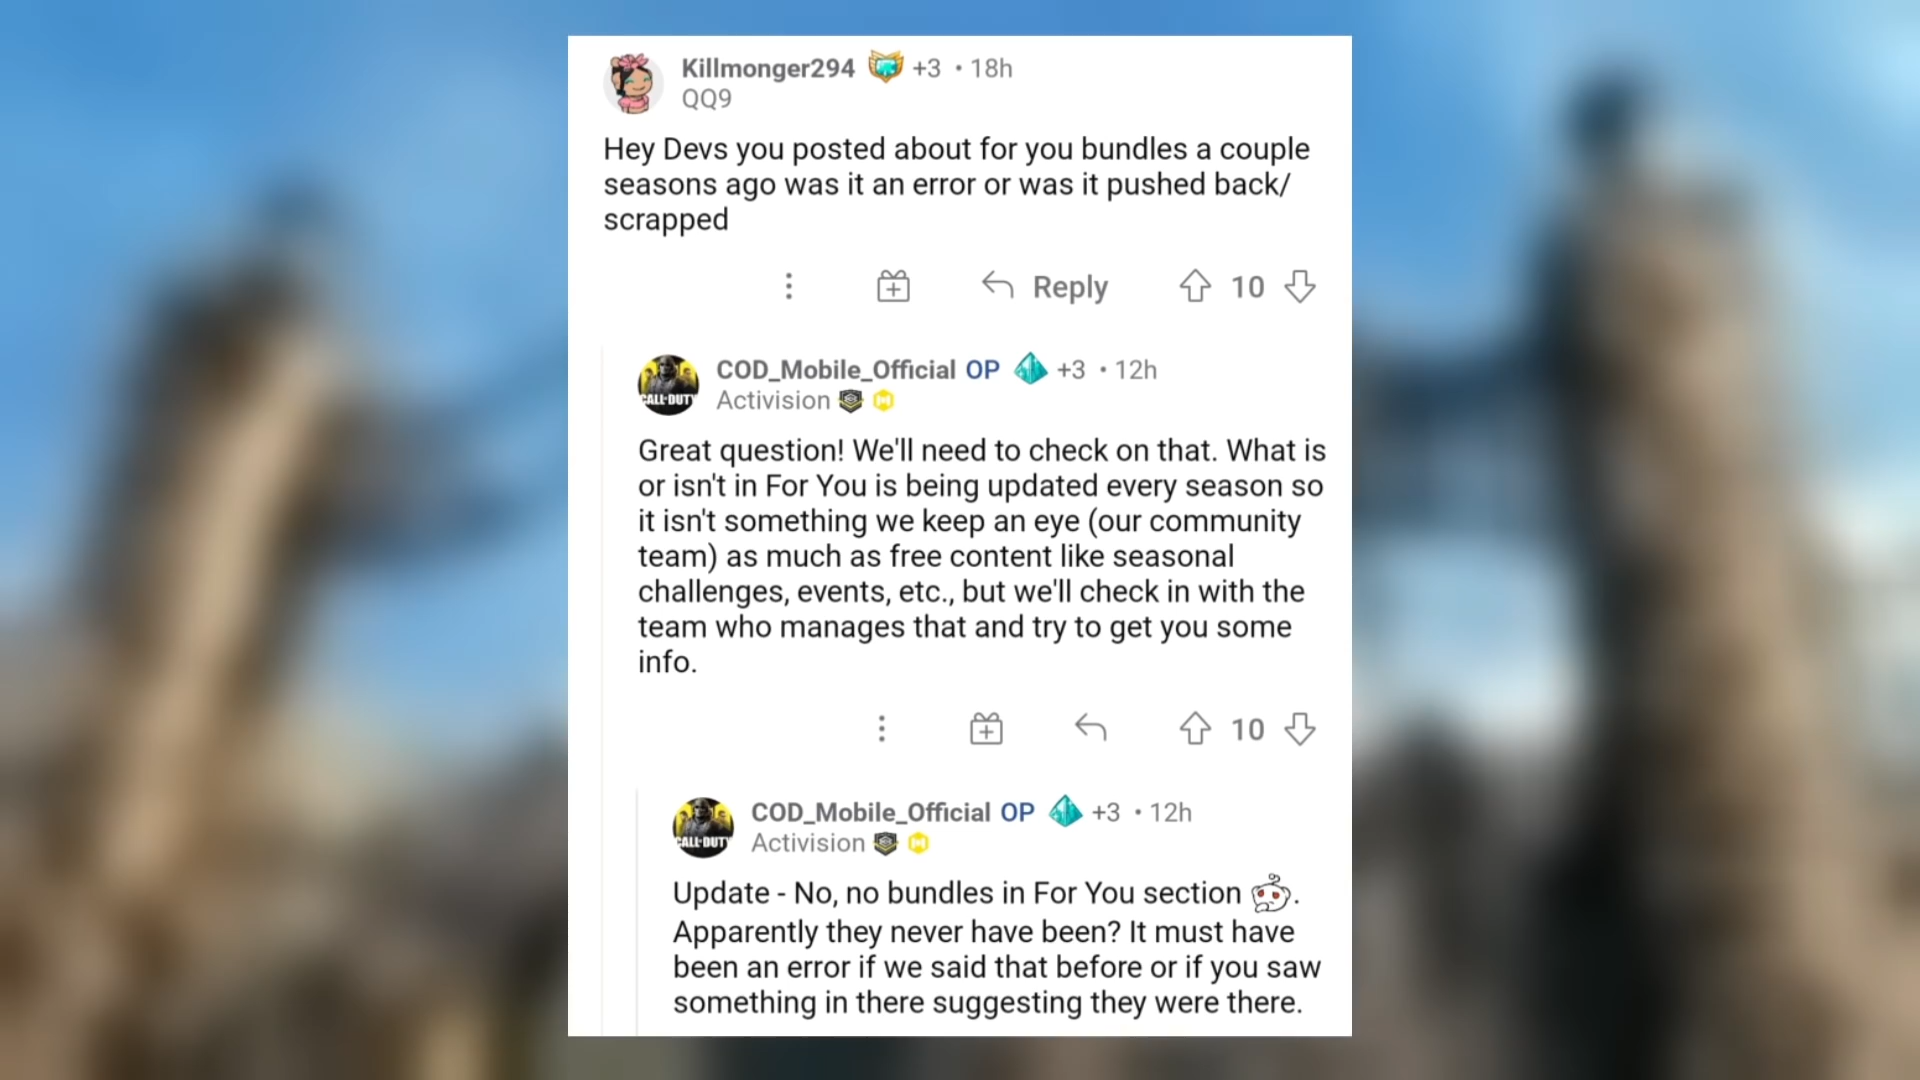 Killmonger294 +3 • 18h
QQ9
Hey Devs you posted about for you bundles a couple
seasons ago was it an error or was it pushed back/
scrapped
Reply 10
COD_Mobile_Official OP +3 • 12h
CALL·DUTY
Activision
Great question! We'll need to check on that. What is
or isn't in For You is being updated every season so
it isn't something we keep an eye (our community
team) as much as free content like seasonal
challenges, events, etc., but we'll check in with the
team who manages that and try to get you some
info.
10
COD_Mobile_Official OP +3 • 12h
CALL·DUTY
Activision
Update - No, no bundles in For You section .
Apparently they never have been? It must have
been an error if we said that before or if you saw
something in there suggesting they were there.